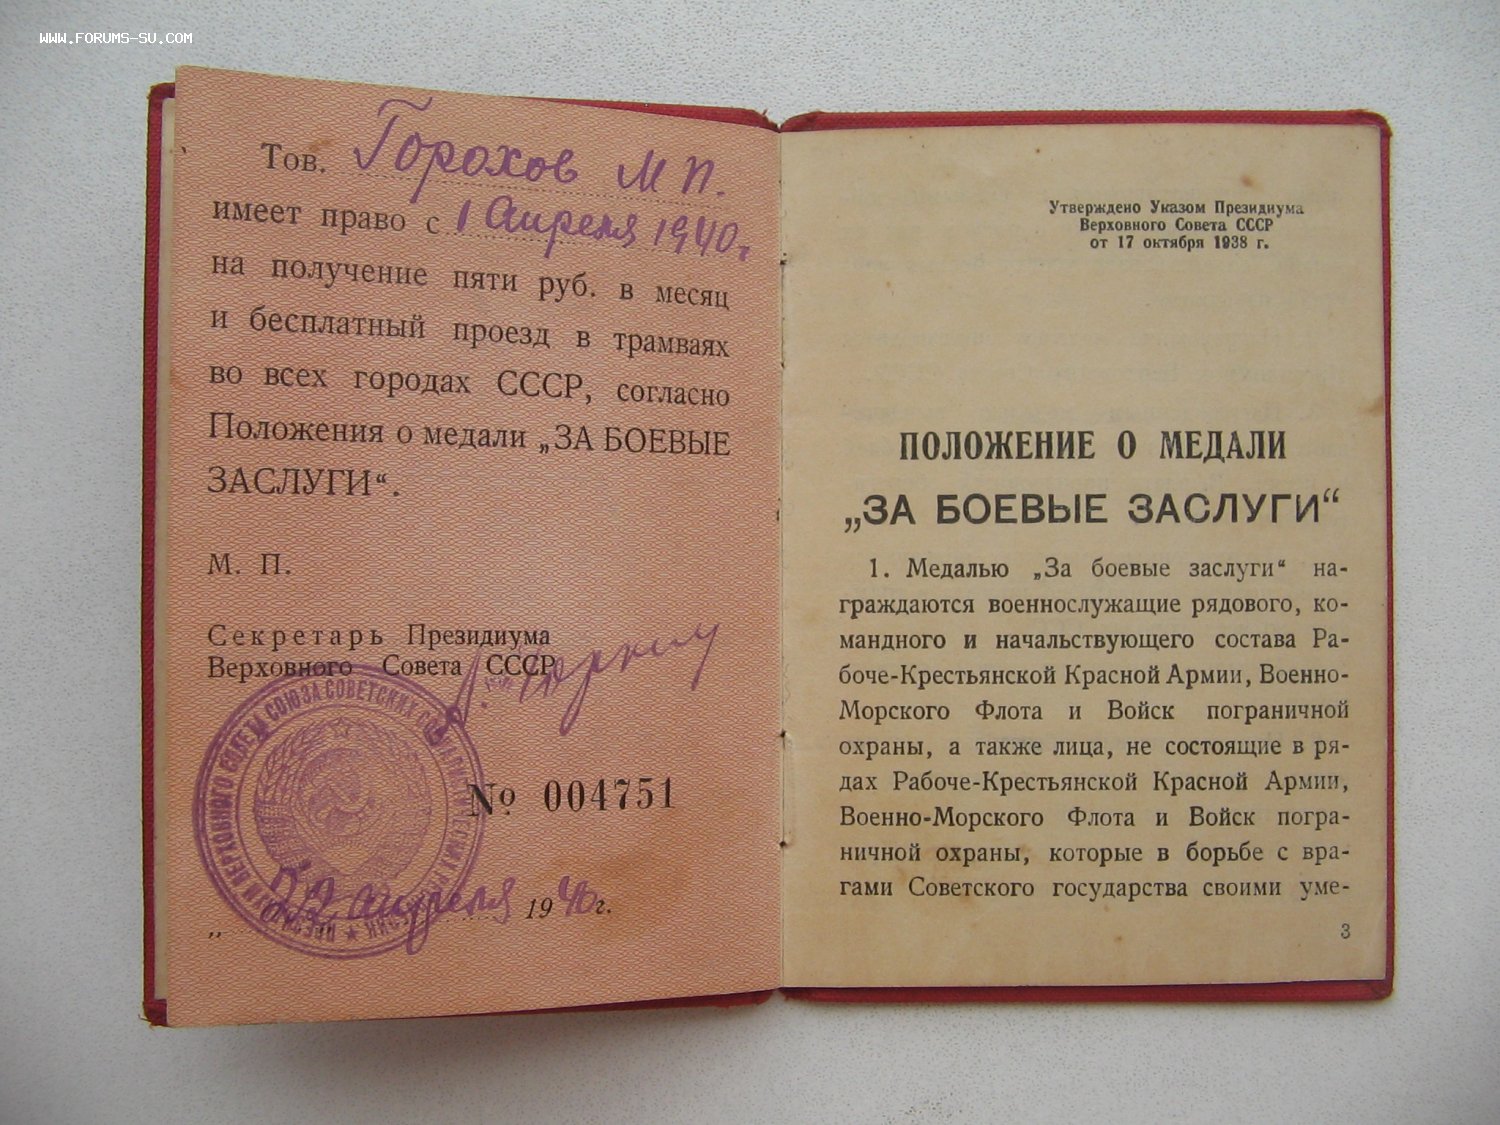 WWW.FORUMS-SU.COM
Тов. Горохов М П.
имеет право с 1 Апреля 1940 г
на получение пяти руб. в месяц
и бесплатный проезд в трамваях
во всех городах СССР, согласно
Положения о медали „ЗА БОЕВЫЕ
ЗАСЛУГИ“.
М. П.
Секретарь Президиума
Верховного Совета СССР
№ 004751
22 апреля 1940 г.
Утверждено Указом Президиума
Верховного Совета СССР
от 17 октября 1938 г.
ПОЛОЖЕНИЕ О МЕДАЛИ
„ЗА БОЕВЫЕ ЗАСЛУГИ“
1. Медалью „За боевые заслуги“ на-
граждаются военнослужащие рядового, ко-
мандного и начальствующего состава Ра-
боче-Крестьянской Красной Армии, Военно-
Морского Флота и Войск пограничной
охраны, а также лица, не состоящие в ря-
дах Рабоче-Крестьянской Красной Армии,
Военно-Морского Флота и Войск погра-
ничной охраны, которые в борьбе с вра-
гами Советского государства своими уме-
3